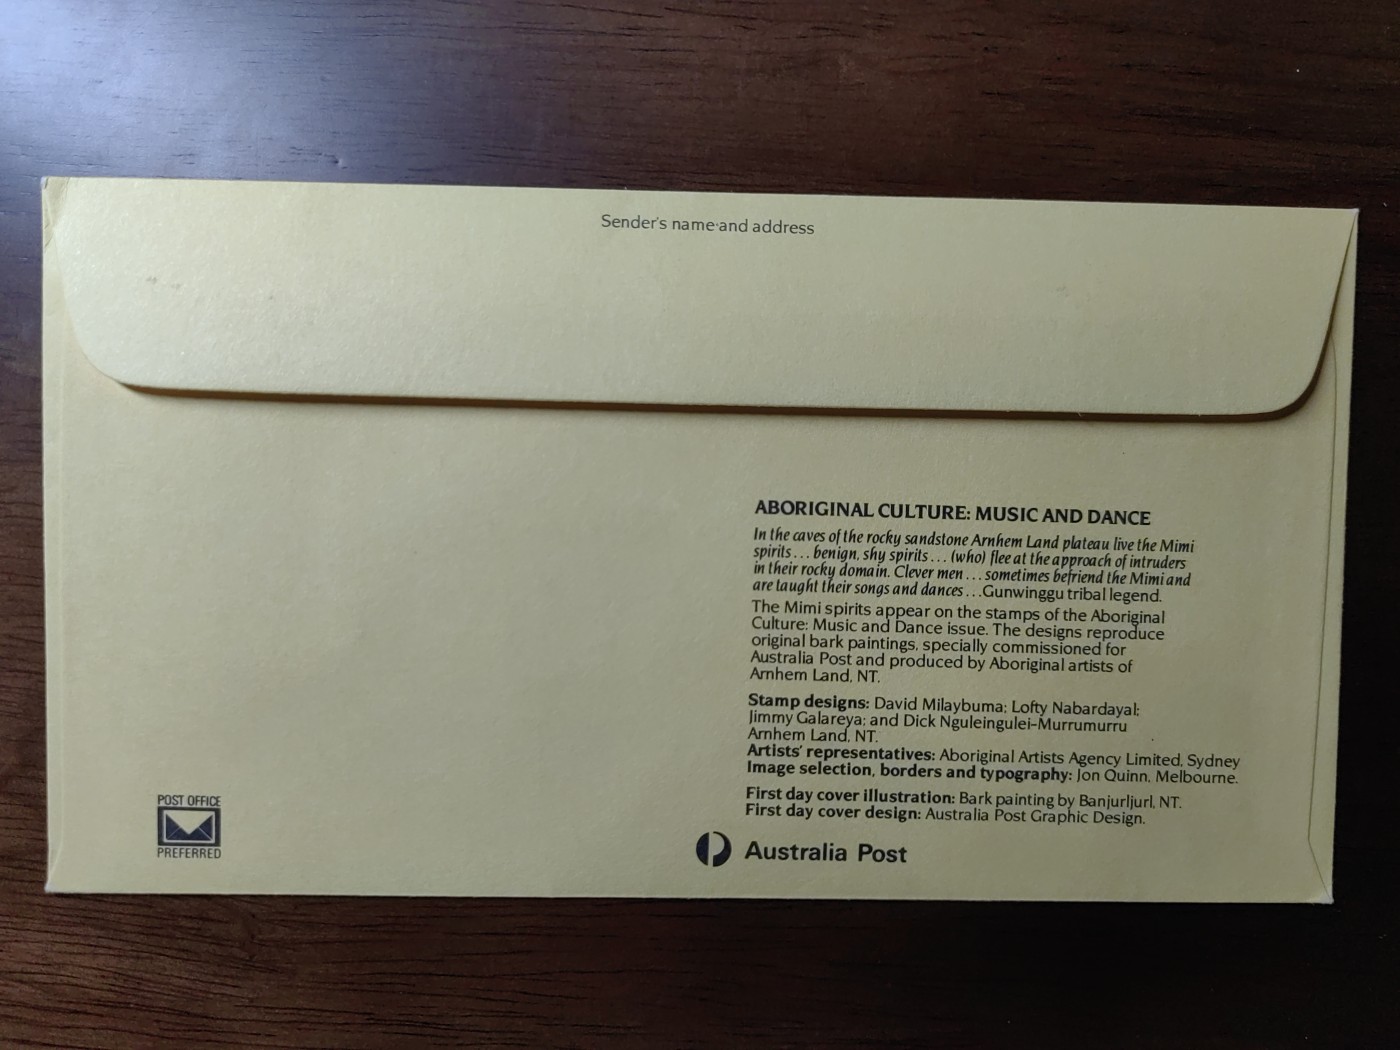 Sender's name and address
ABORIGINAL CULTURE: MUSIC AND DANCE
In the caves of the rocky sandstone Arnhem Land plateau live the Mimi
spirits... benign, shy spirits... (who) flee at the approach of intruders
in their rocky domain. Clever men... sometimes befriend the Mimi and
are taught their songs and dances...Gunwinggu tribal legend.
The Mimi spirits appear on the stamps of the Aboriginal
Culture: Music and Dance issue. The designs reproduce
original bark paintings, specially commissioned for
Australia Post and produced by Aboriginal artists of
Arnhem Land, NT.
Stamp designs: David Milaybuma; Lofty Nabardayal;
Jimmy Galareya; and Dick Nguleingulei-Murrumurru
Arnhem Land, NT.
Artists' representatives: Aboriginal Artists Agency Limited, Sydney
Image selection, borders and typography: Jon Quinn, Melbourne.
First day cover illustration: Bark painting by Banjurljurl, NT.
First day cover design: Australia Post Graphic Design.
Australia Post
POST OFFICE
PREFERRED